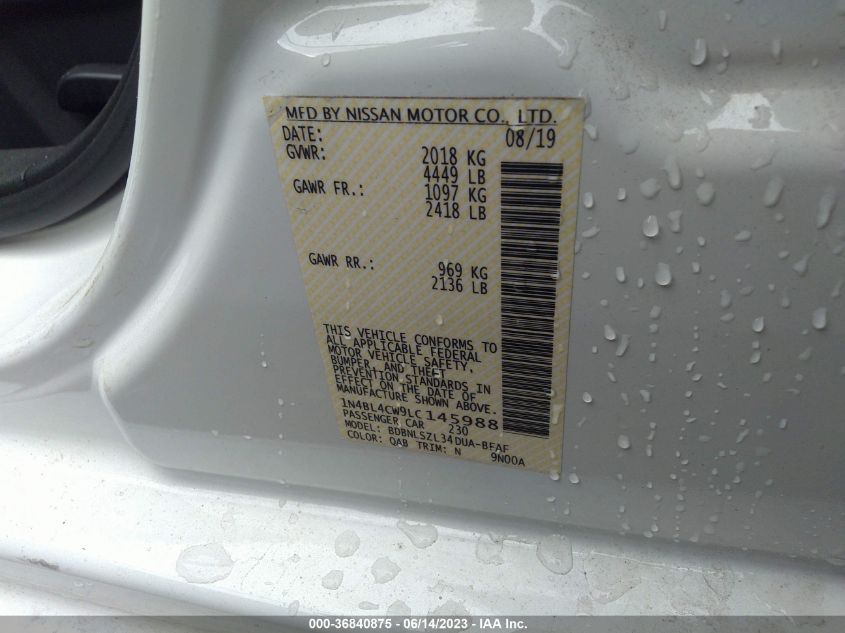 MFD BY NISSAN MOTOR CO., LTD.
DATE: 08/19
GVWR: 2018 KG
4449 LB
GAWR FR.: 1097 KG
2418 LB
GAWR RR.: 969 KG
2136 LB
THIS VEHICLE CONFORMS TO
ALL APPLICABLE FEDERAL
MOTOR VEHICLE SAFETY,
BUMPER, AND THEFT
PREVENTION STANDARDS IN
EFFECT ON THE DATE OF
MANUFACTURE SHOWN ABOVE.
1N4BL4CW9LC145988
PASSENGER CAR 230
MODEL: BDBNLSZL34DUA-BFAF
COLOR: QAB TRIM: N 9N00A
000-36840875 - 06/14/2023 - IAA Inc.